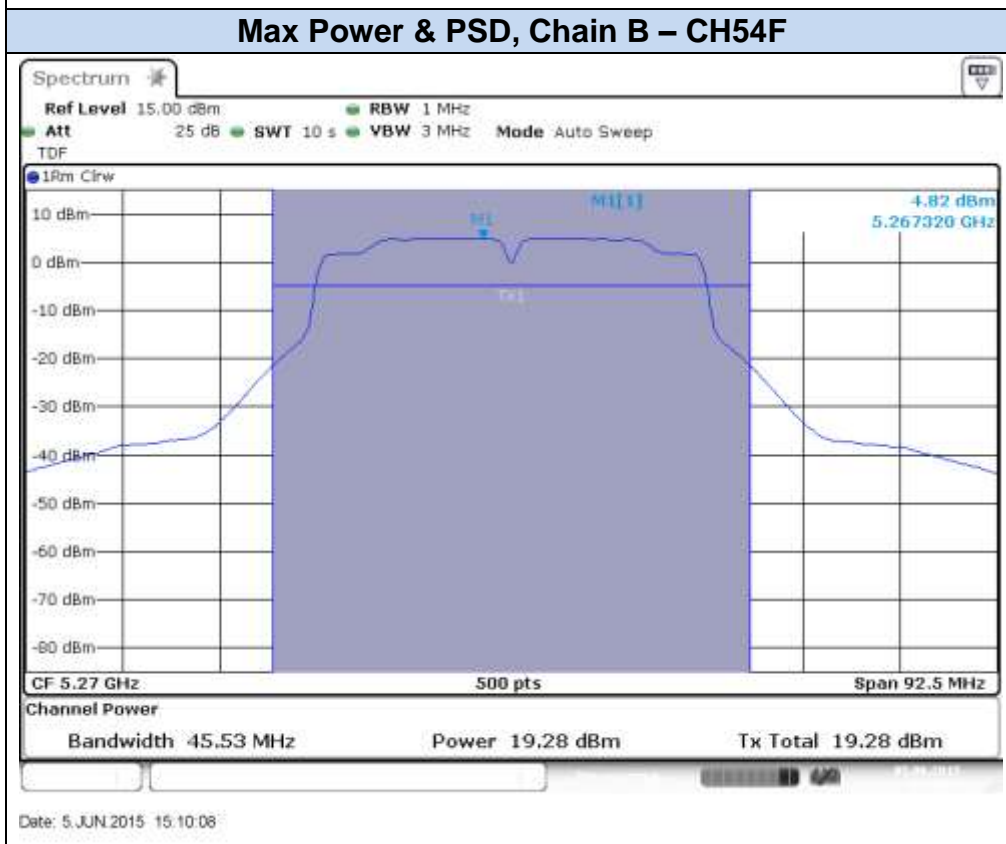 Max Power & PSD, Chain B – CH54F
Spectrum
Ref Level 15.00 dBm RBW 1 MHz
Att 25 dB SWT 10 s VBW 3 MHz Mode Auto Sweep
TDF
1Rm Clrw
M1[1] 4.82 dBm
5.267320 GHz
10 dBm
M1
0 dBm
Tx1
-10 dBm
-20 dBm
-30 dBm
-40 dBm
-50 dBm
-60 dBm
-70 dBm
-80 dBm
CF 5.27 GHz 500 pts Span 92.5 MHz
Channel Power
Bandwidth 45.53 MHz Power 19.28 dBm Tx Total 19.28 dBm
Date: 5.JUN.2015 15:10:08